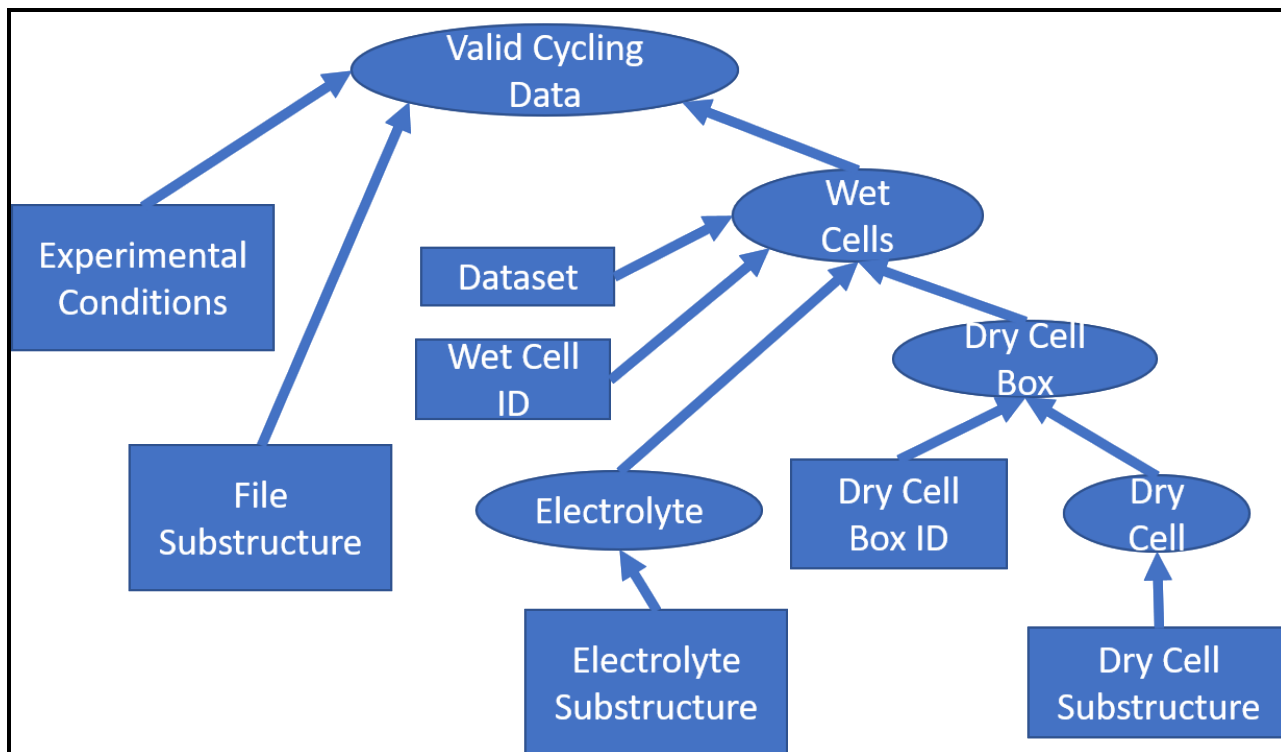 Valid Cycling
Data
Wet
Cells
Experimental
Conditions
Dataset
Wet Cell
ID
Dry Cell
Box
File
Substructure
Electrolyte
Dry Cell
Box ID
Dry
Cell
Electrolyte
Substructure
Dry Cell
Substructure